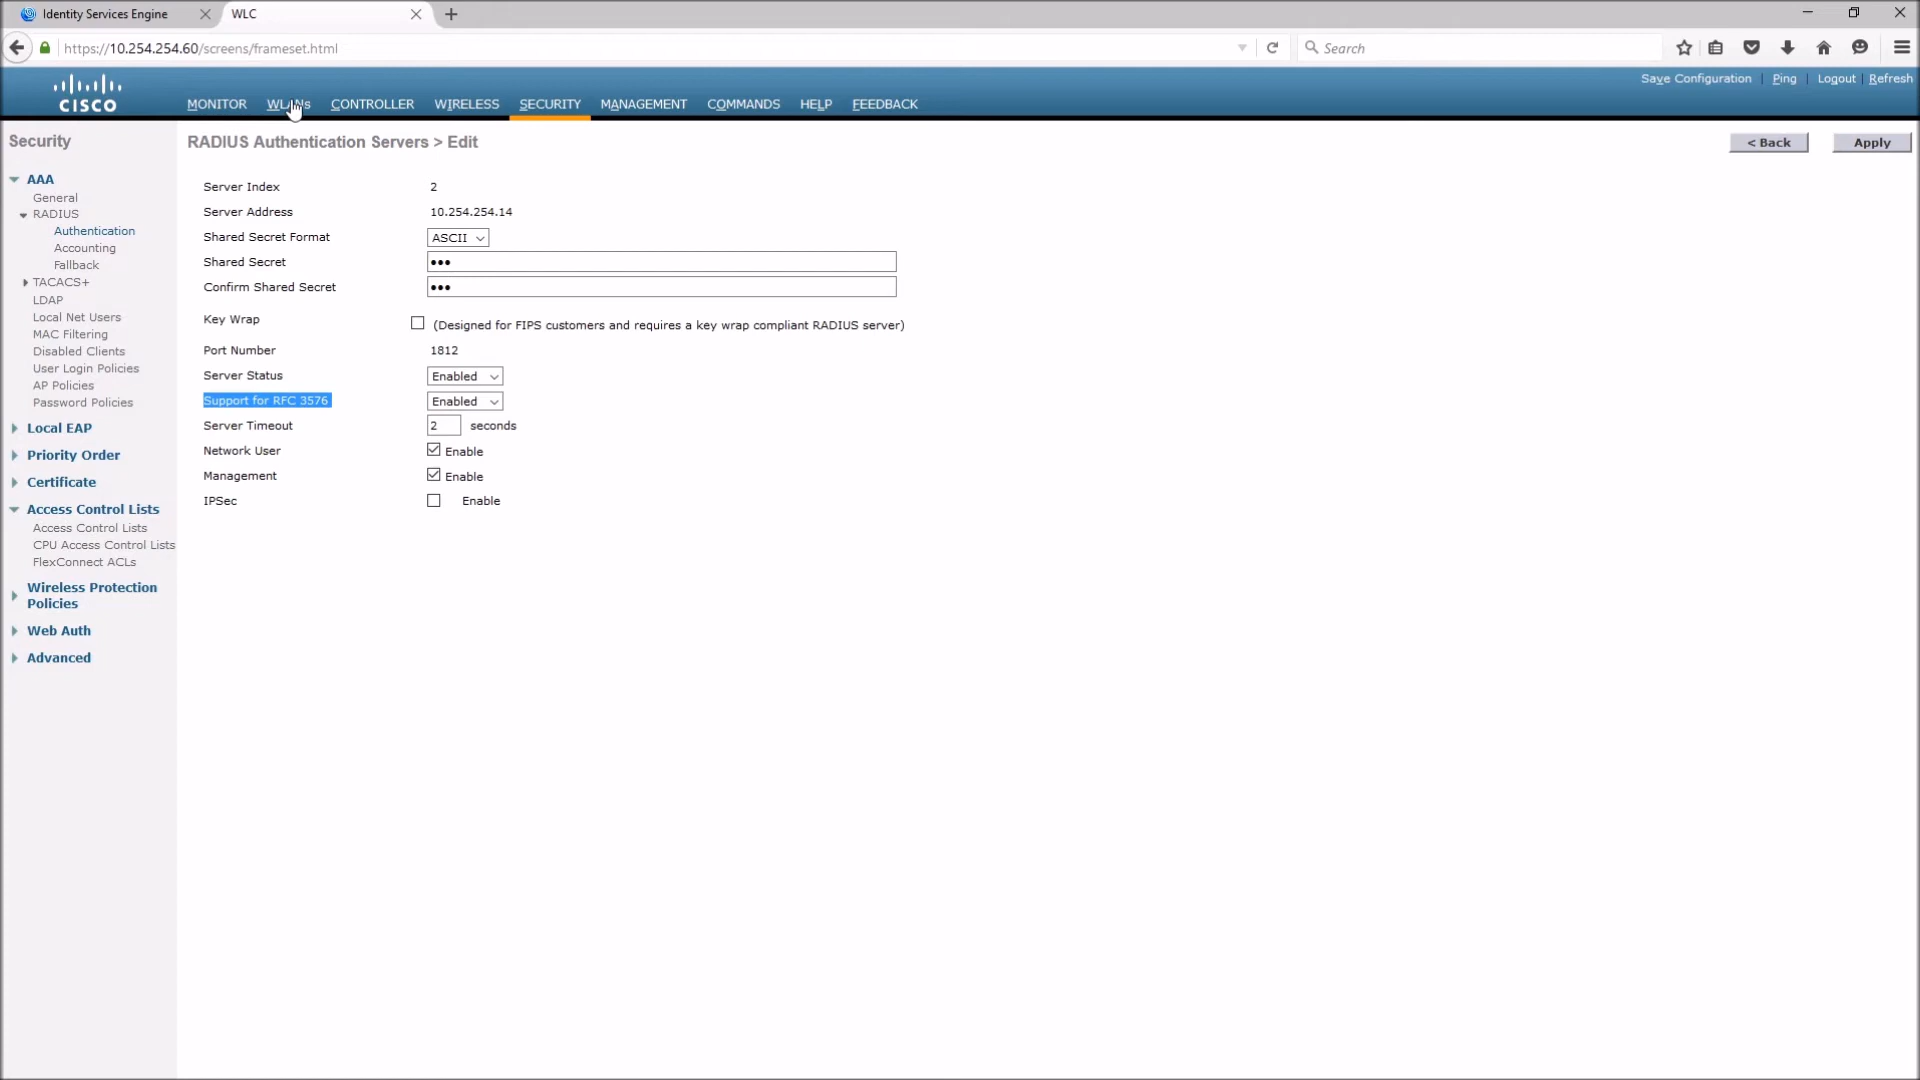 Identity Services Engine
WLC
https://10.254.254.60/screens/frameset.html
Search
Save Configuration | Ping | Logout | Refresh
CISCO
MONITOR WLANs CONTROLLER WIRELESS SECURITY MANAGEMENT COMMANDS HELP FEEDBACK
Security
RADIUS Authentication Servers > Edit
< Back
Apply
AAA
General
RADIUS
Authentication
Accounting
Fallback
TACACS+
LDAP
Local Net Users
MAC Filtering
Disabled Clients
User Login Policies
AP Policies
Password Policies
Local EAP
Priority Order
Certificate
Access Control Lists
Access Control Lists
CPU Access Control Lists
FlexConnect ACLs
Wireless Protection
Policies
Web Auth
Advanced
Server Index 2
Server Address 10.254.254.14
Shared Secret Format ASCII
Shared Secret •••
Confirm Shared Secret •••
Key Wrap (Designed for FIPS customers and requires a key wrap compliant RADIUS server)
Port Number 1812
Server Status Enabled
Support for RFC 3576 Enabled
Server Timeout 2 seconds
Network User Enable
Management Enable
IPSec Enable